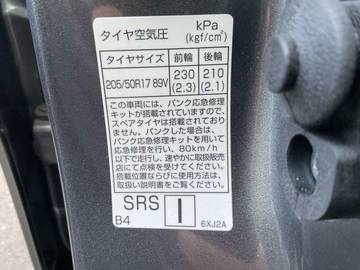 タイヤ空気圧 kPa (kgf/cm²)
タイヤサイズ 前輪 後輪
205/50R17 89V 230 (2.3) 210 (2.1)
この車両には、パンク応急修理
キットが搭載されていますので、
スペアタイヤは搭載されておりま
せん。パンクした場合は、
パンク応急修理キットを用いて応
急修理を行い、80km/h
以下で走行し、速やかに取扱販売
店にて点検を受けてください。
搭載位置ならびに使用方法は、
取扱い説明書をご覧ください。
SRS I
B4 6XJ2A